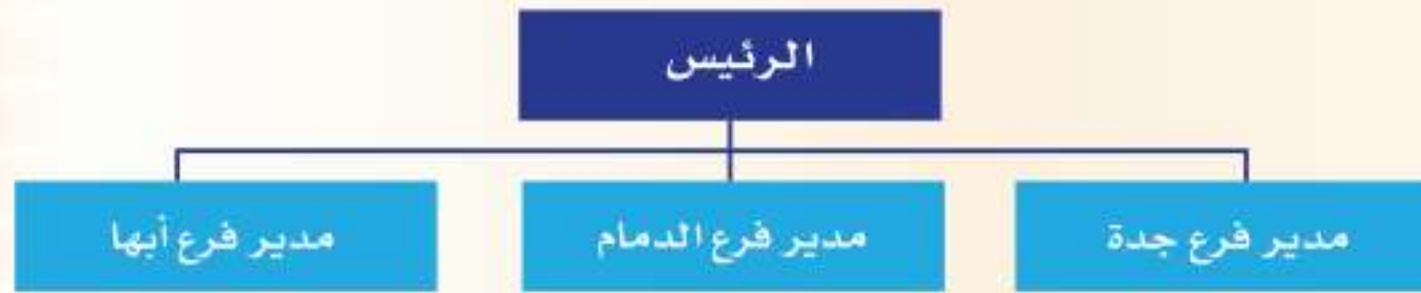 الرئيس
مدير فرع جدة
مدير فرع الدمام
مدير فرع أبها